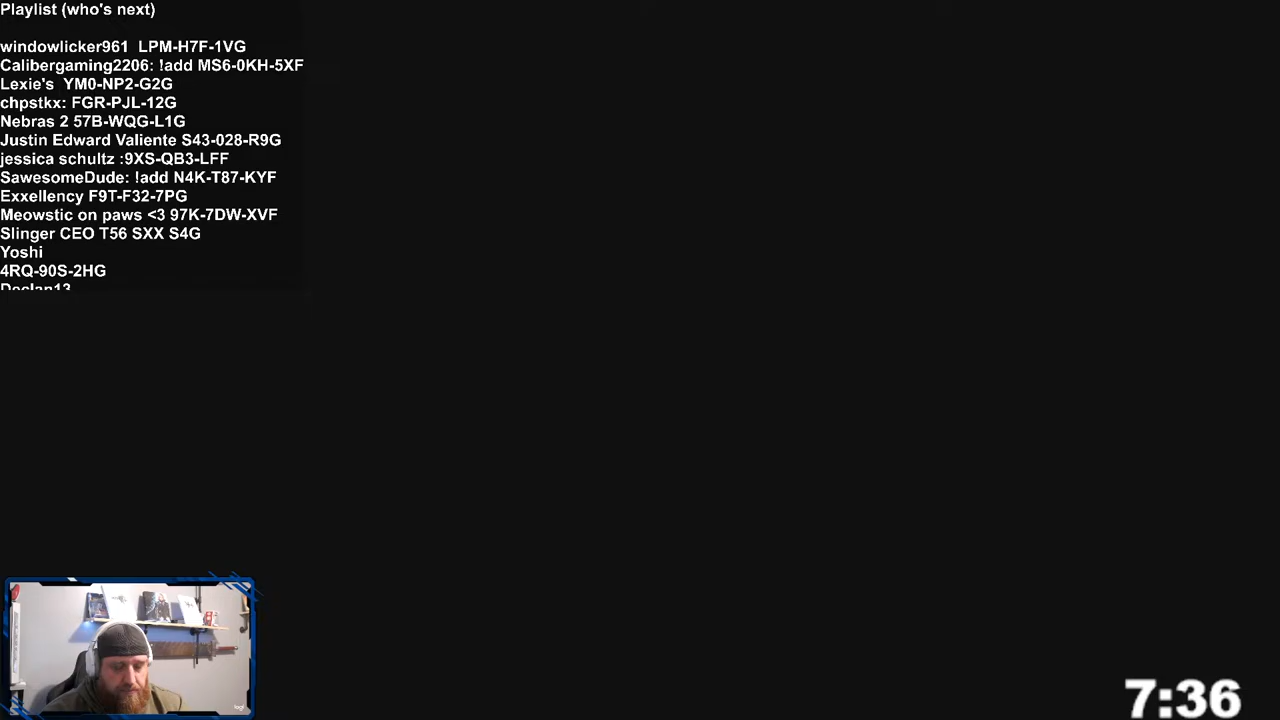 Playlist (who's next)
windowlicker961  LPM-H7F-1VG
Calibergaming2206: !add MS6-0KH-5XF
Lexie's  YM0-NP2-G2G
chpstkx: FGR-PJL-12G
Nebras 2 57B-WQG-L1G
Justin Edward Valiente S43-028-R9G
jessica schultz :9XS-QB3-LFF
SawesomeDude: !add N4K-T87-KYF
Exxellency F9T-F32-7PG
Meowstic on paws <3 97K-7DW-XVF
Slinger CEO T56 SXX S4G
Yoshi
4RQ-90S-2HG
Declan13
logi
7:36